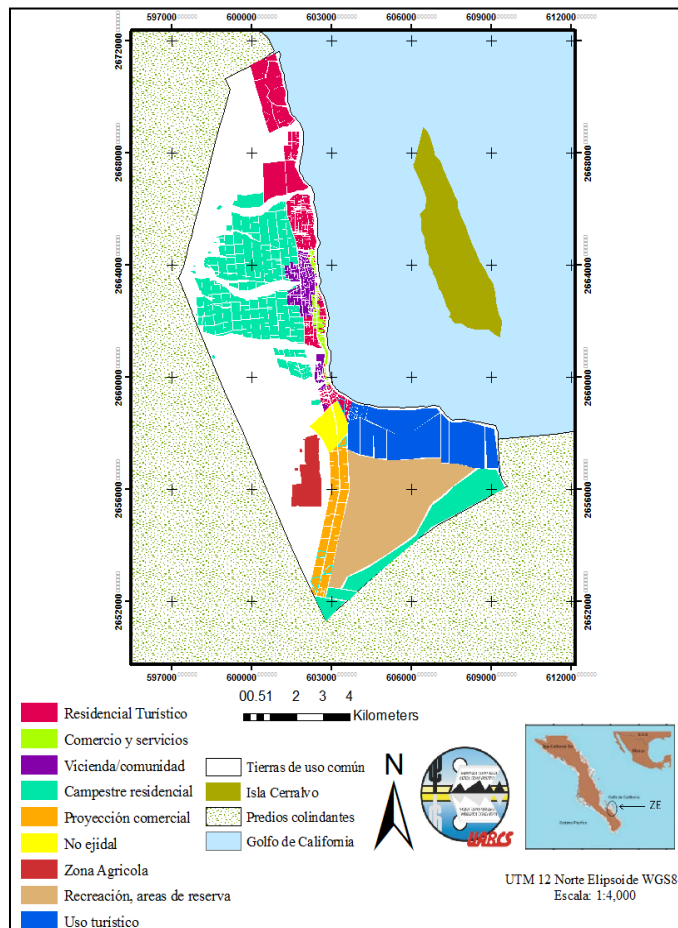 597000 600000 603000 606000 609000 612000
2672000 2672000
2668000 2668000
2664000 2664000
2660000 2660000
2656000 2656000
2652000 2652000
597000 600000 603000 606000 609000 612000
Residencial Turístico
Comercio y servicios
Vicienda/comunidad
Campestre residencial
Proyección comercial
No ejidal
Zona Agricola
Recreación, areas de reserva
Uso turístico
00.51 2 3 4
Kilometers
Tierras de uso común
Isla Cerralvo
Predios colindantes
Golfo de California
N
UARCS
Golfo de California
ZE
UTM 12 Norte Elipsoide WGS8
Escala: 1:4,000